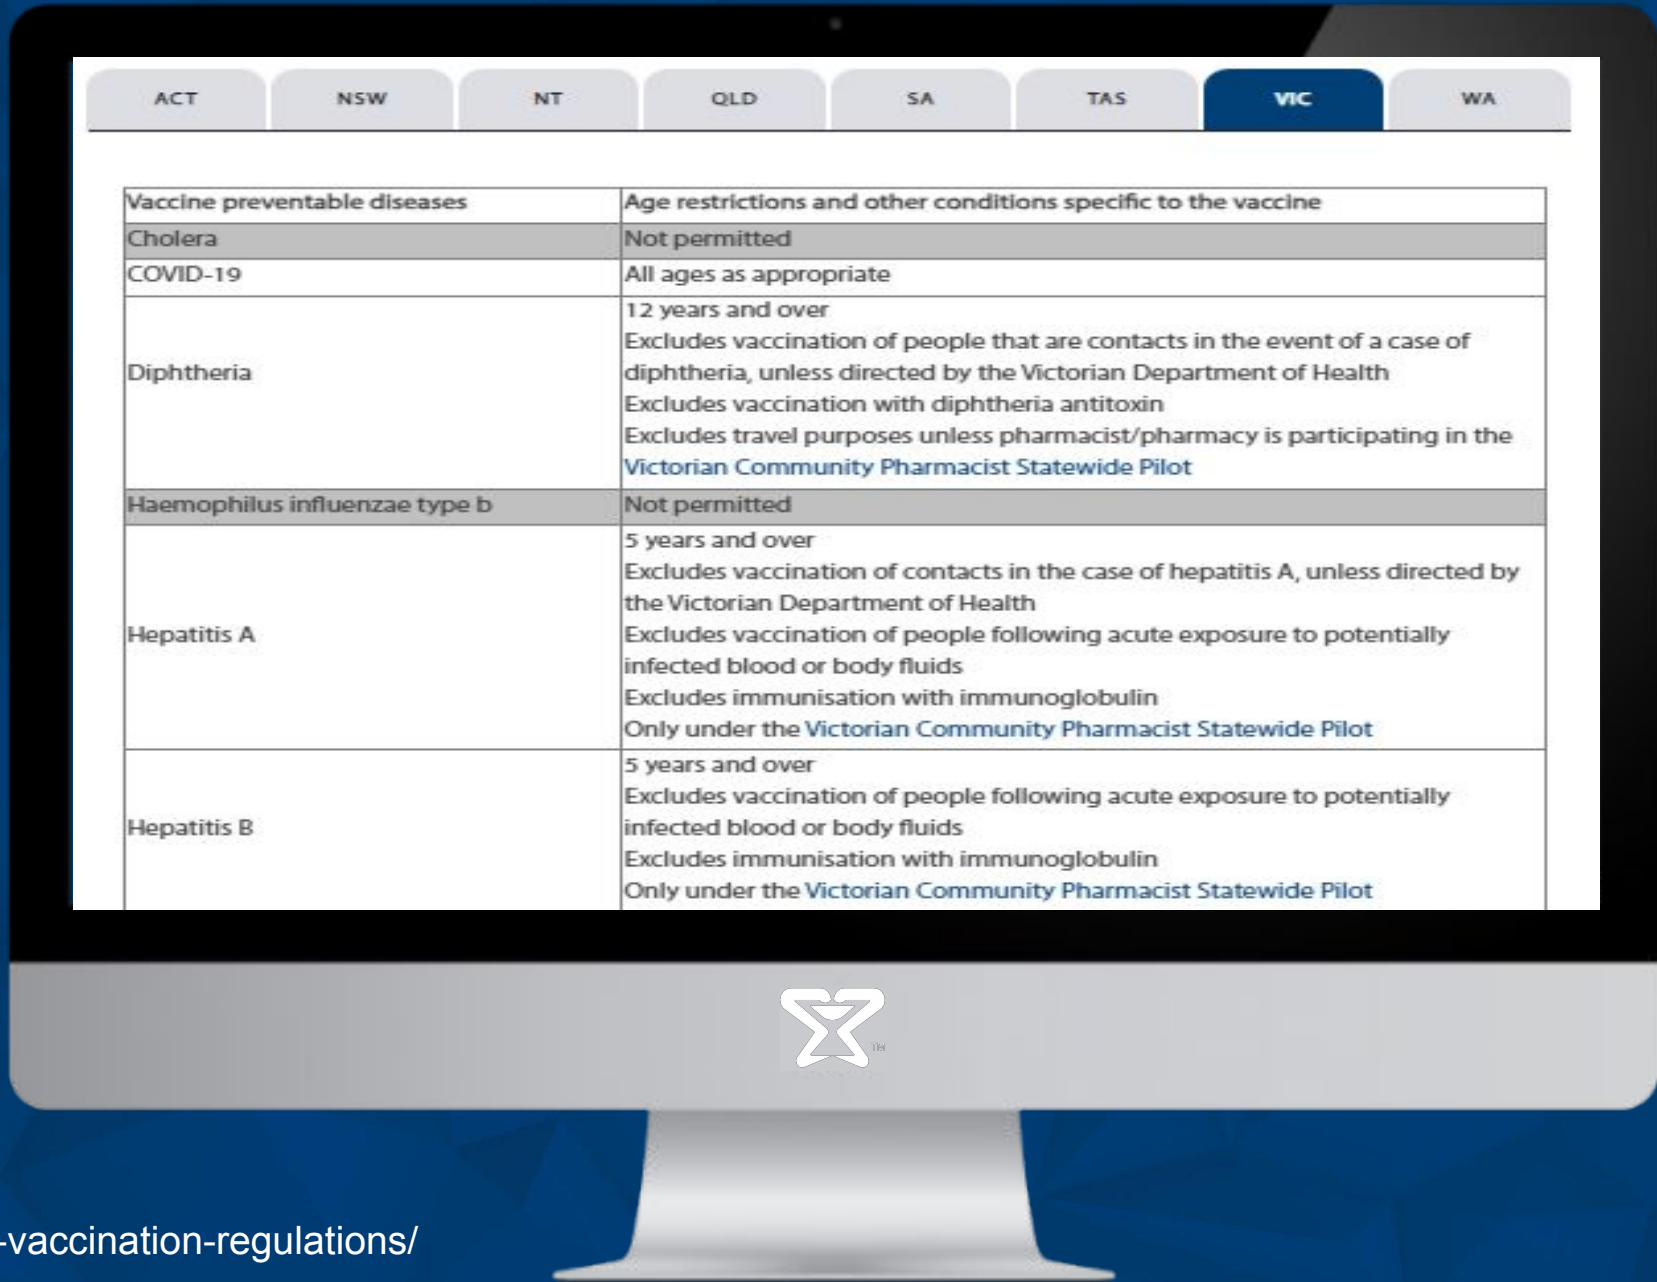 ACT NSW NT QLD SA TAS VIC WA
Vaccine preventable diseases Age restrictions and other conditions specific to the vaccine
Cholera Not permitted
COVID-19 All ages as appropriate
Diphtheria
12 years and over
Excludes vaccination of people that are contacts in the event of a case of
diphtheria, unless directed by the Victorian Department of Health
Excludes vaccination with diphtheria antitoxin
Excludes travel purposes unless pharmacist/pharmacy is participating in the
Victorian Community Pharmacist Statewide Pilot
Haemophilus influenzae type b Not permitted
Hepatitis A
5 years and over
Excludes vaccination of contacts in the case of hepatitis A, unless directed by
the Victorian Department of Health
Excludes vaccination of people following acute exposure to potentially
infected blood or body fluids
Excludes immunisation with immunoglobulin
Only under the Victorian Community Pharmacist Statewide Pilot
Hepatitis B
5 years and over
Excludes vaccination of people following acute exposure to potentially
infected blood or body fluids
Excludes immunisation with immunoglobulin
Only under the Victorian Community Pharmacist Statewide Pilot
TM
-vaccination-regulations/